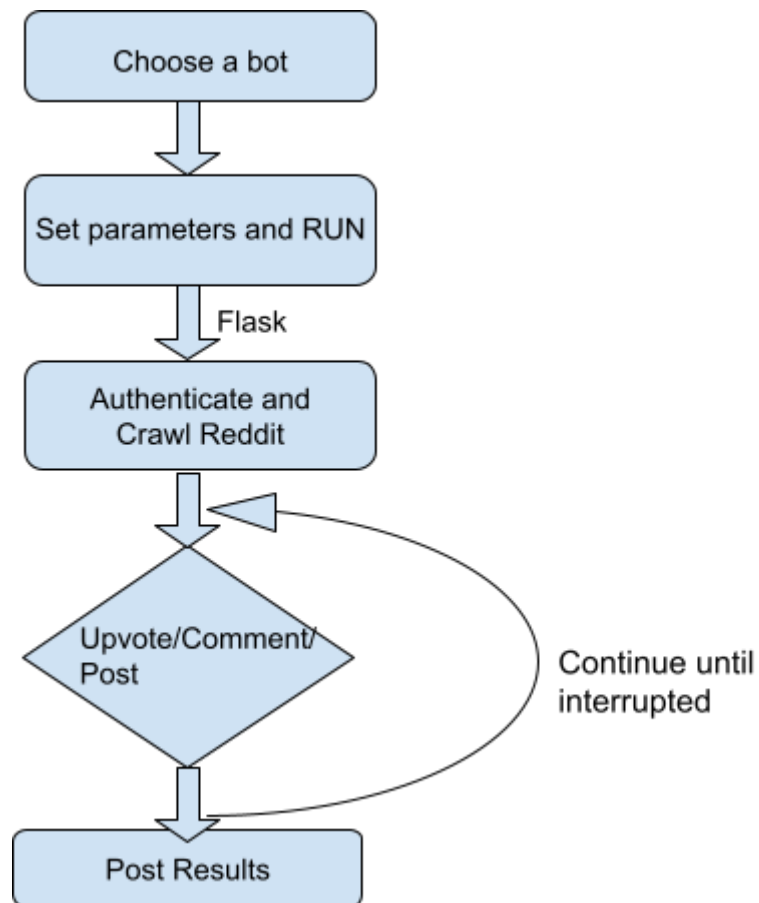 Choose a bot
Set parameters and RUN
Flask
Authenticate and
Crawl Reddit
Upvote/Comment/
Post
Continue until
interrupted
Post Results